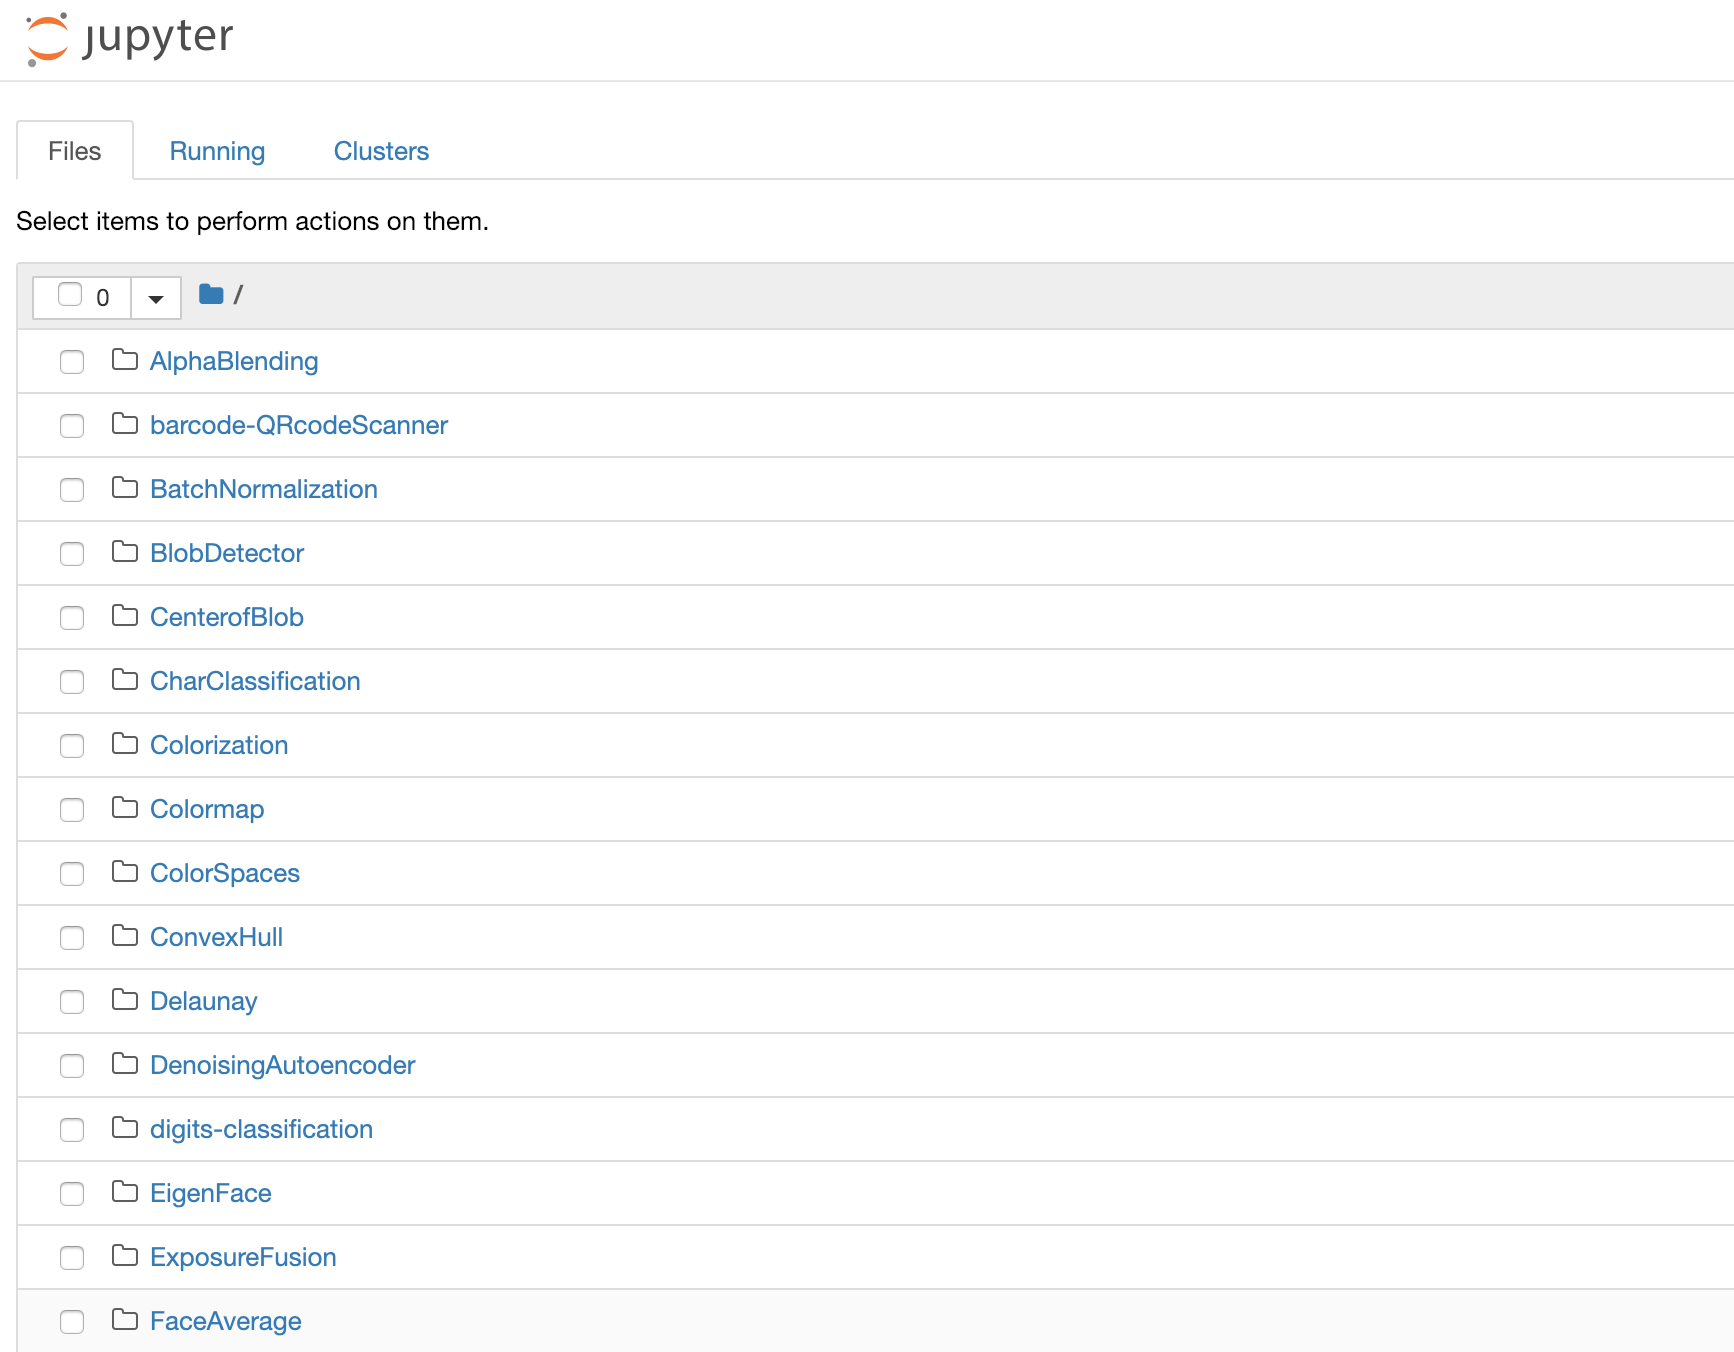 jupyter
Files Running Clusters
Select items to perform actions on them.
0 /
AlphaBlending
barcode-QRcodeScanner
BatchNormalization
BlobDetector
CenterofBlob
CharClassification
Colorization
Colormap
ColorSpaces
ConvexHull
Delaunay
DenoisingAutoencoder
digits-classification
EigenFace
ExposureFusion
FaceAverage